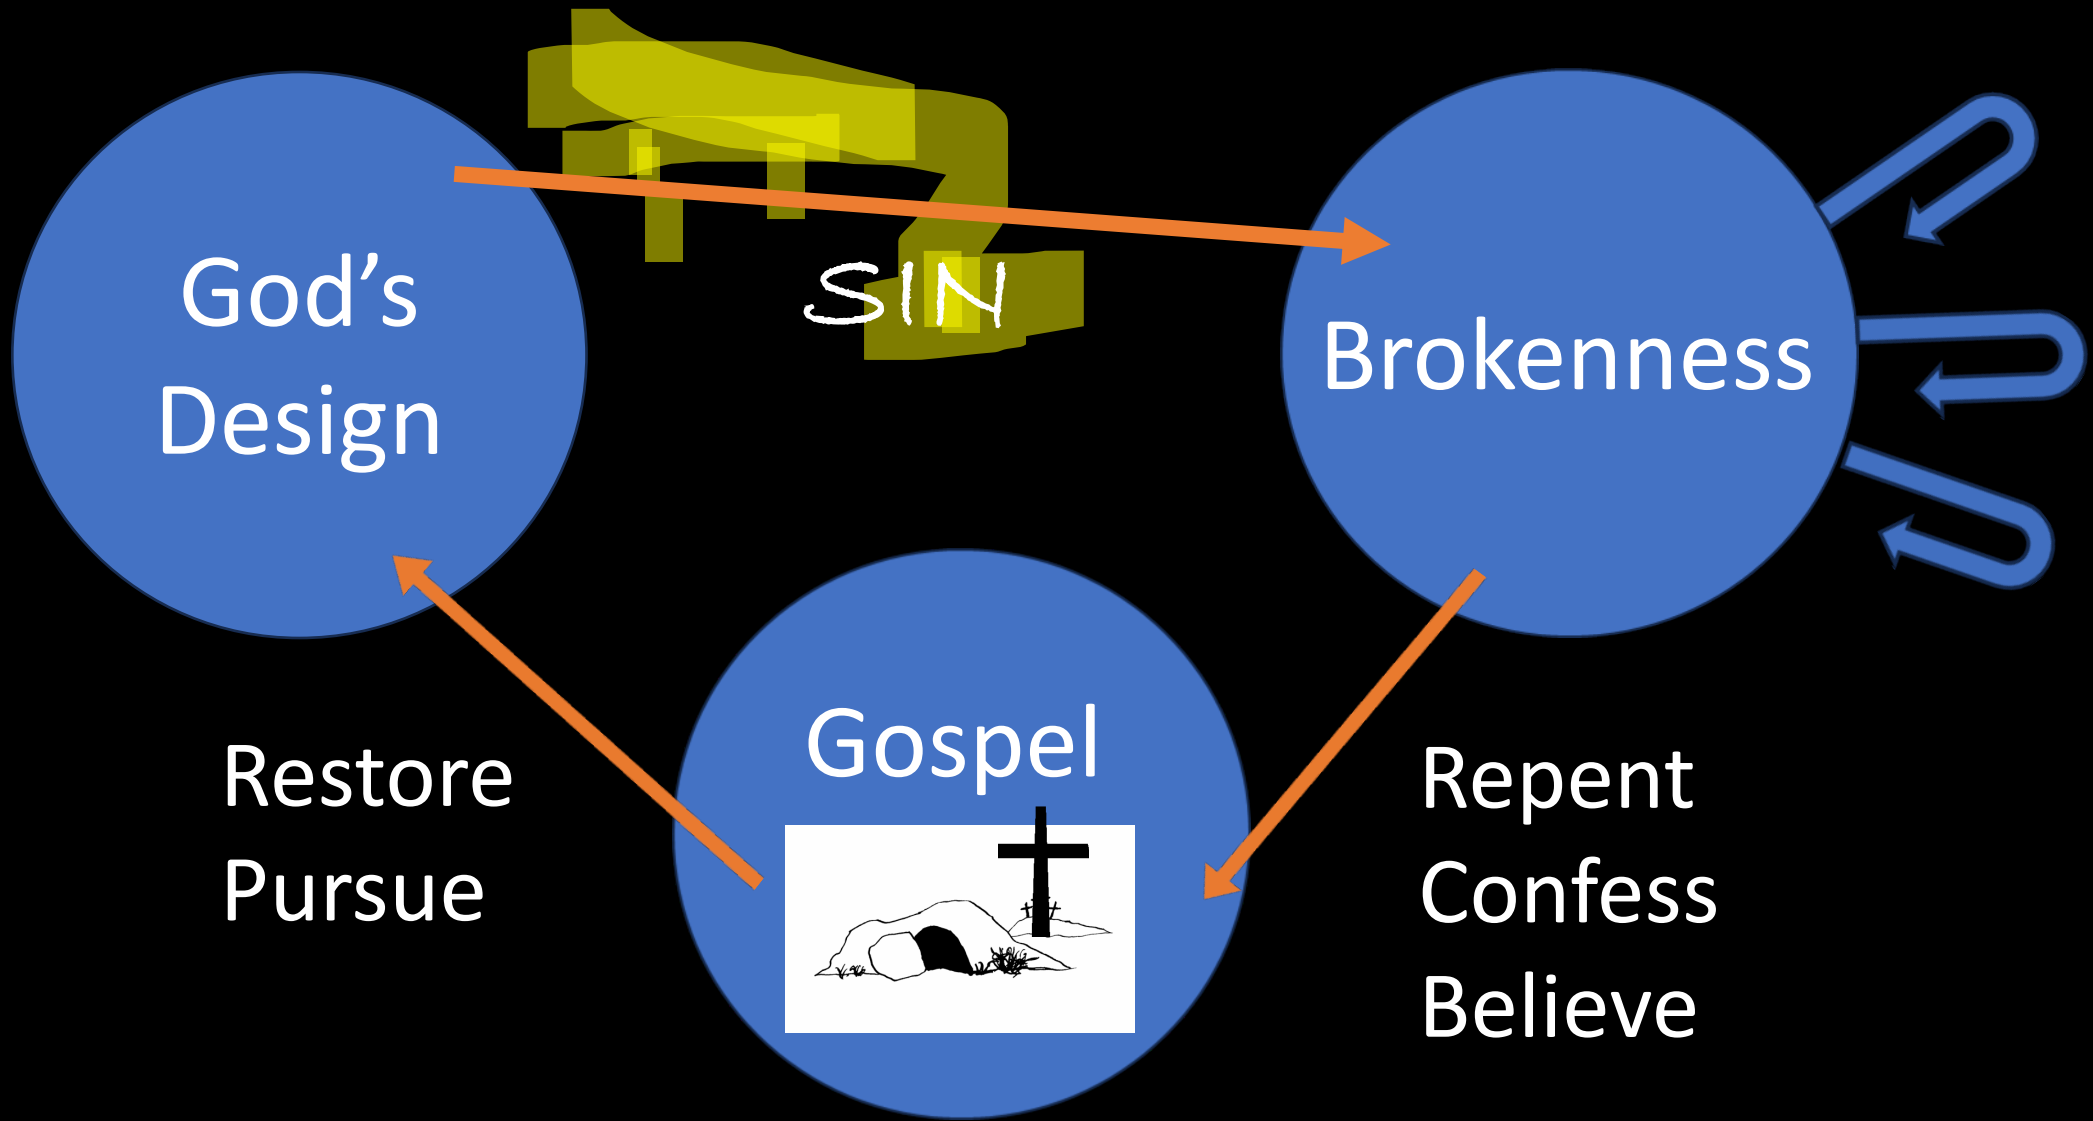 God’s
Design
SIN
Brokenness
Gospel
Restore
Pursue
Repent
Confess
Believe